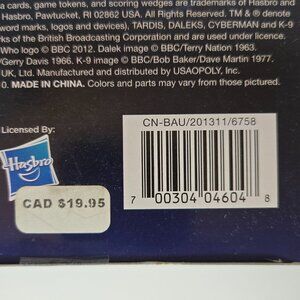 a cards, game tokens, and scoring wedges are trademarks of Hasbro and
Hasbro, Pawtucket, RI 02862 USA. All Rights Reserved. TM & ® denote
word marks, logos and devices). TARDIS, DALEKS, CYBERMAN and K-9
rks of the British Broadcasting Corporation and are used under licence.
Who logo © BBC 2012. Dalek image © BBC/Terry Nation 1963.
/Gerry Davis 1966. K-9 image © BBC/Bob Baker/Dave Martin 1977.
UK, Ltd. Manufactured and distributed by USAOPOLY, Inc.
0. MADE IN CHINA. Colors and parts may vary from those pictured.
Licensed By:
Hasbro
CAD $19.95
CN-BAU/201311/6758
7 00304 04604 8